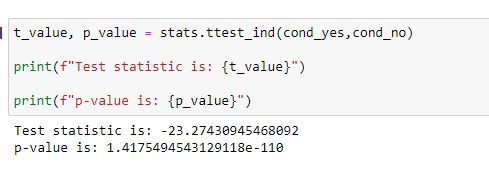 t_value, p_value = stats.ttest_ind(cond_yes,cond_no)
print(f"Test statistic is: {t_value}")
print(f"p-value is: {p_value}")
Test statistic is: -23.27430945468092
p-value is: 1.4175494543129118e-110